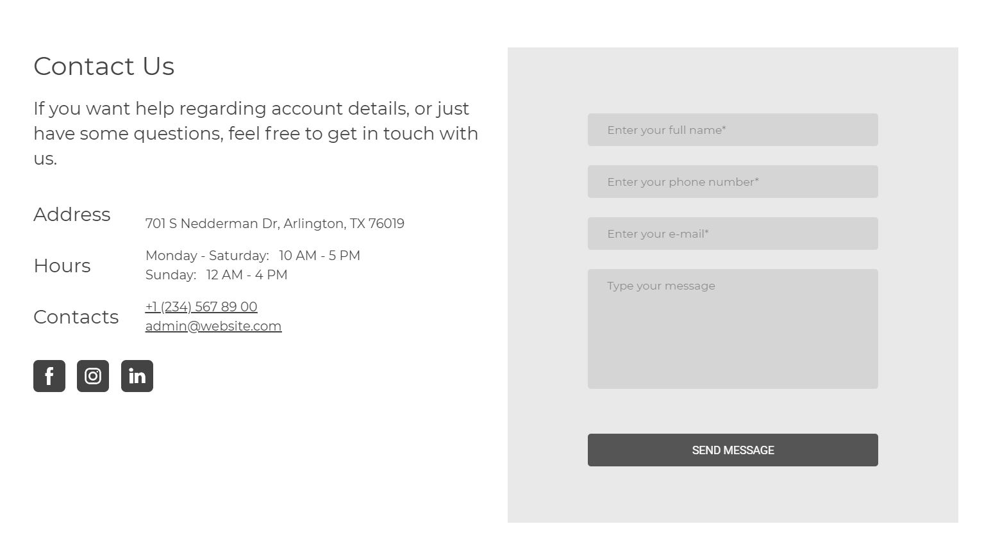 Contact Us
If you want help regarding account details, or just
have some questions, feel free to get in touch with
us.
Address
701 S Nedderman Dr, Arlington, TX 76019
Hours
Monday - Saturday:   10 AM - 5 PM
Sunday:   12 AM - 4 PM
Contacts
+1 (234) 567 89 00
admin@website.com
f
in
Enter your full name*
Enter your phone number*
Enter your e-mail*
Type your message
SEND MESSAGE